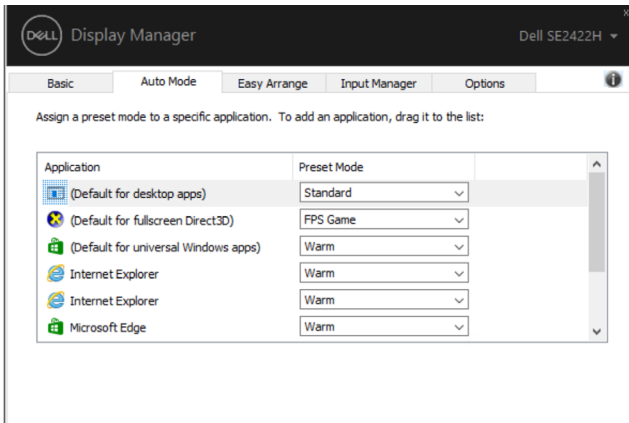 DELL Display Manager
Dell SE2422H
Basic Auto Mode Easy Arrange Input Manager Options
Assign a preset mode to a specific application. To add an application, drag it to the list:
Application Preset Mode
(Default for desktop apps) Standard
(Default for fullscreen Direct3D) FPS Game
(Default for universal Windows apps) Warm
Internet Explorer Warm
Internet Explorer Warm
Microsoft Edge Warm